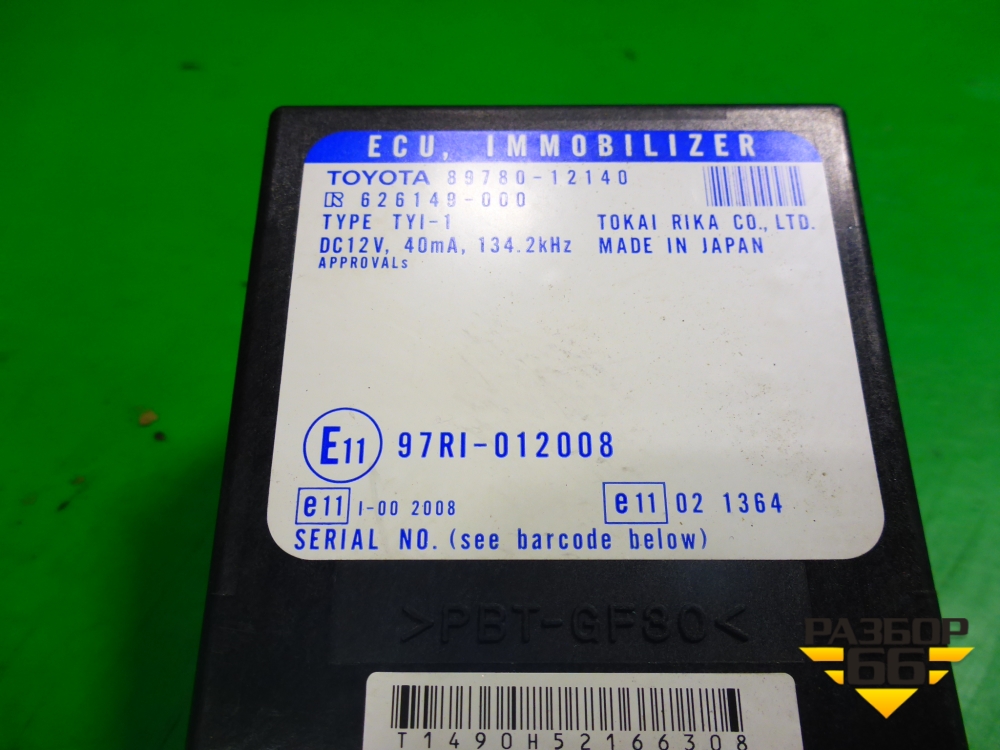 ECU, IMMOBILIZER
TOYOTA 89780-12140
R 626149-000
TYPE TYI-1 TOKAI RIKA CO., LTD.
DC12V, 40mA, 134.2kHz MADE IN JAPAN
APPROVALs
E11 97RI-012008
e11 I-00 2008 e11 02 1364
SERIAL NO. (see barcode below)
>PBT-GF30<
РАЗБОР
66
T1490H52166308